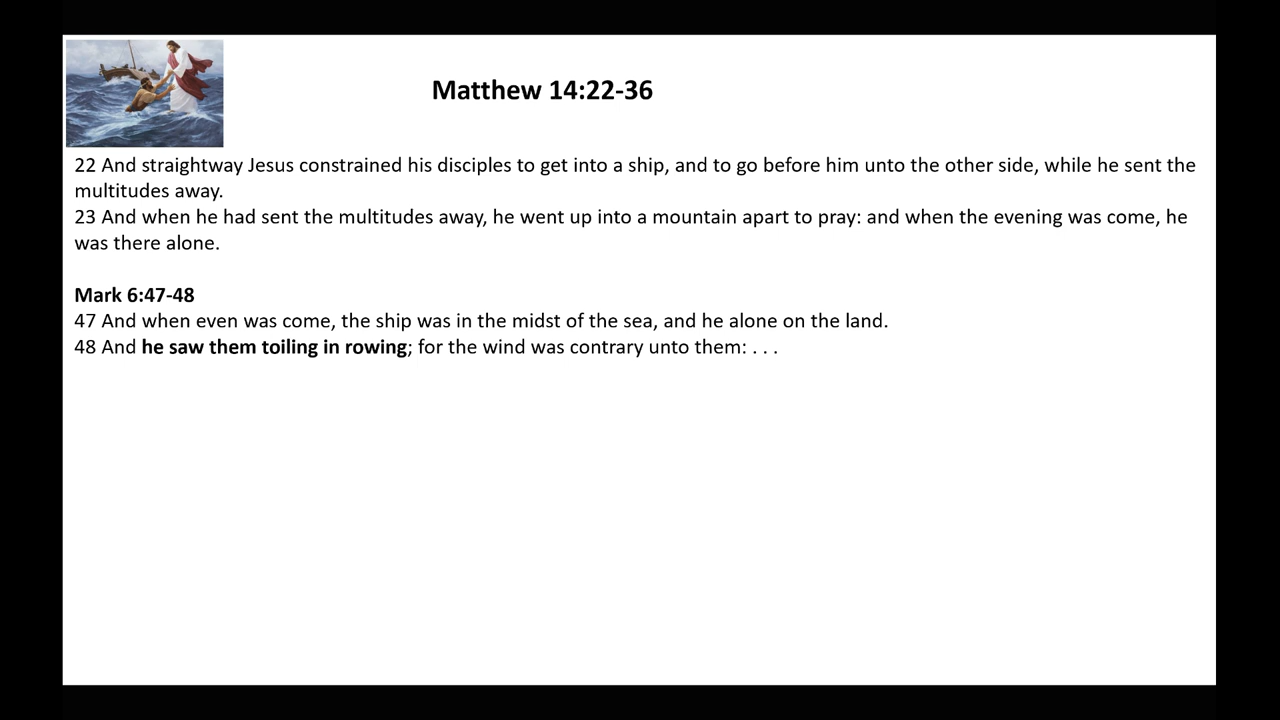 Matthew 14:22-36
22 And straightway Jesus constrained his disciples to get into a ship, and to go before him unto the other side, while he sent the
multitudes away.
23 And when he had sent the multitudes away, he went up into a mountain apart to pray: and when the evening was come, he
was there alone.
Mark 6:47-48
47 And when even was come, the ship was in the midst of the sea, and he alone on the land.
48 And he saw them toiling in rowing; for the wind was contrary unto them: . . .